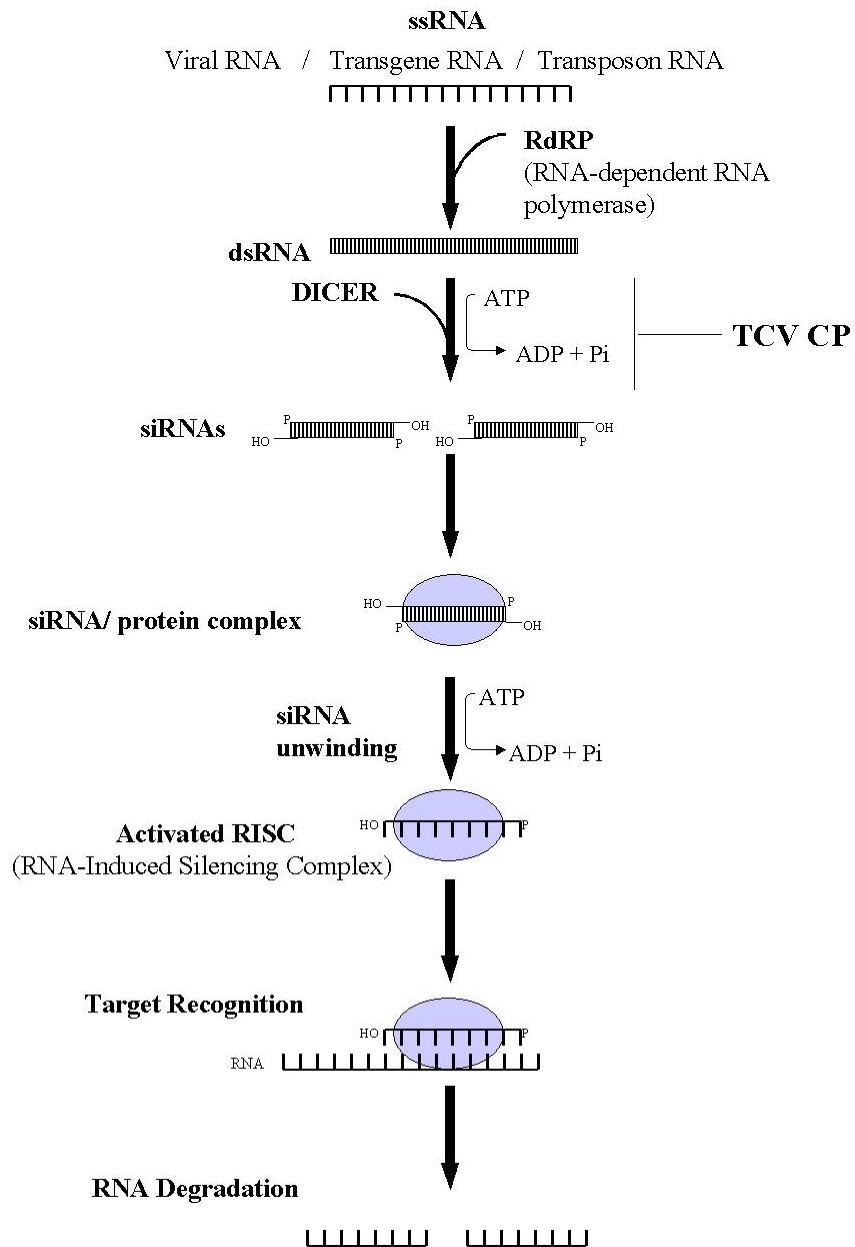 ssRNA
Viral RNA / Transgene RNA / Transposon RNA
RdRP
(RNA-dependent RNA
polymerase)
dsRNA
DICER
ATP
ADP + Pi
TCV CP
siRNAs
P
OH
HO
P
P
OH
HO
P
siRNA/ protein complex
HO
P
P
OH
siRNA
unwinding
ATP
ADP + Pi
Activated RISC
(RNA-Induced Silencing Complex)
HO
P
Target Recognition
HO
P
RNA
RNA Degradation